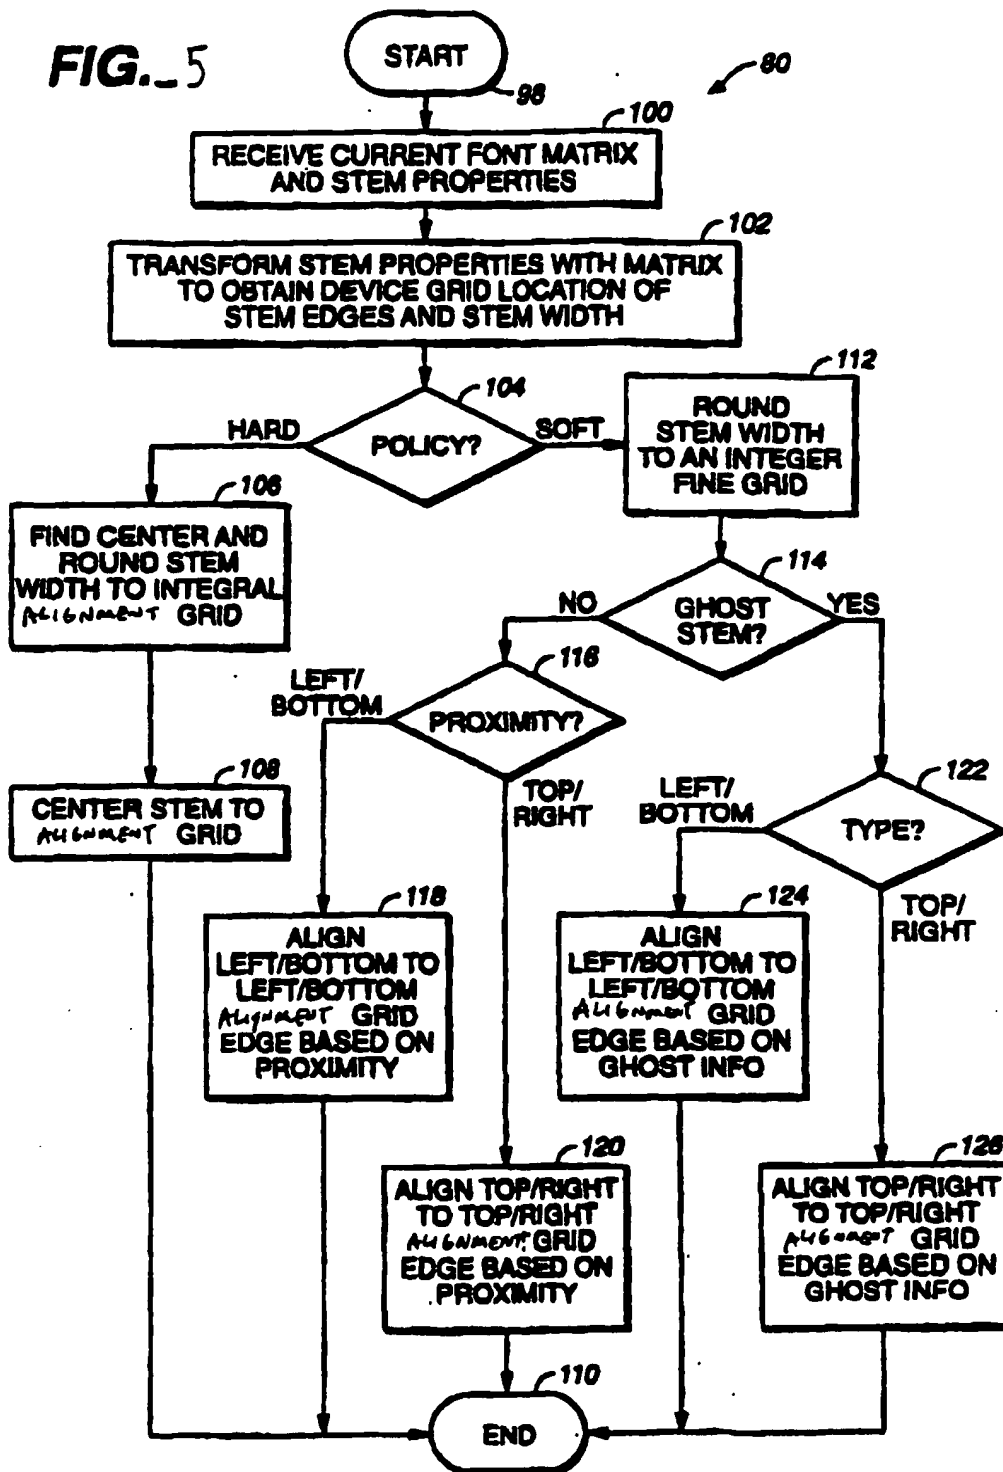 FIG._5
START
98
80
100
RECEIVE CURRENT FONT MATRIX
AND STEM PROPERTIES
102
TRANSFORM STEM PROPERTIES WITH MATRIX
TO OBTAIN DEVICE GRID LOCATION OF
STEM EDGES AND STEM WIDTH
104
POLICY?
HARD
SOFT
112
ROUND
STEM WIDTH
TO AN INTEGER
FINE GRID
106
FIND CENTER AND
ROUND STEM
WIDTH TO INTEGRAL
ALIGNMENT GRID
114
GHOST
STEM?
NO
YES
116
PROXIMITY?
LEFT/
BOTTOM
TOP/
RIGHT
108
CENTER STEM TO
ALIGNMENT GRID
122
TYPE?
LEFT/
BOTTOM
TOP/
RIGHT
118
ALIGN
LEFT/BOTTOM TO
LEFT/BOTTOM
ALIGNMENT GRID
EDGE BASED ON
PROXIMITY
124
ALIGN
LEFT/BOTTOM TO
LEFT/BOTTOM
ALIGNMENT GRID
EDGE BASED ON
GHOST INFO
120
ALIGN TOP/RIGHT
TO TOP/RIGHT
ALIGNMENT GRID
EDGE BASED ON
PROXIMITY
126
ALIGN TOP/RIGHT
TO TOP/RIGHT
ALIGNMENT GRID
EDGE BASED ON
GHOST INFO
110
END